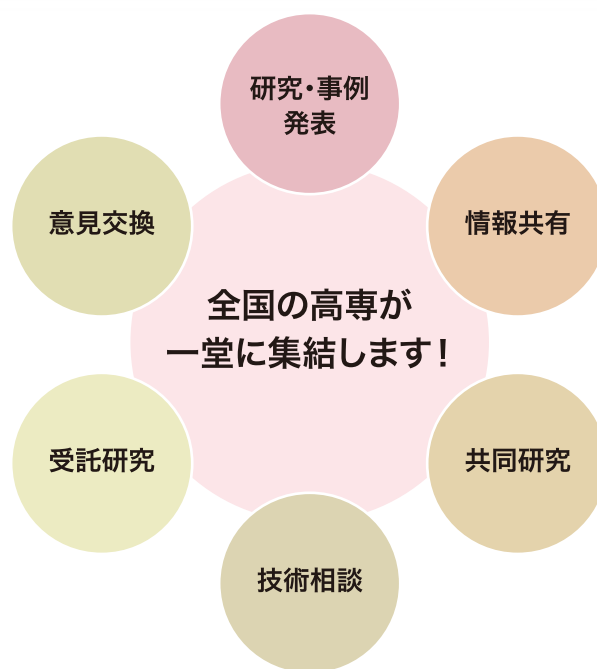 研究・事例
発表
意見交換
情報共有
全国の高専が
一堂に集結します！
受託研究
共同研究
技術相談